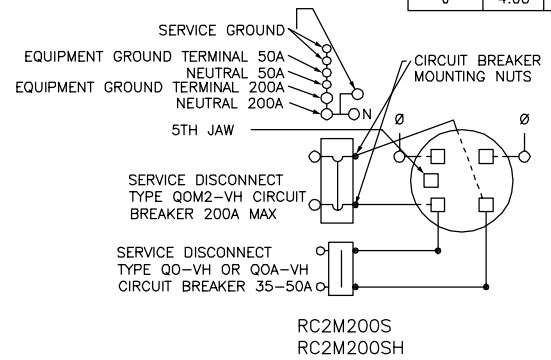 SERVICE GROUND
EQUIPMENT GROUND TERMINAL 50A
NEUTRAL 50A
EQUIPMENT GROUND TERMINAL 200A
NEUTRAL 200A
N
CIRCUIT BREAKER
MOUNTING NUTS
5TH JAW
Ø
Ø
SERVICE DISCONNECT
TYPE QOM2-VH CIRCUIT
BREAKER 200A MAX
SERVICE DISCONNECT
TYPE QO-VH OR QOA-VH
CIRCUIT BREAKER 35-50A
RC2M200S
RC2M200SH